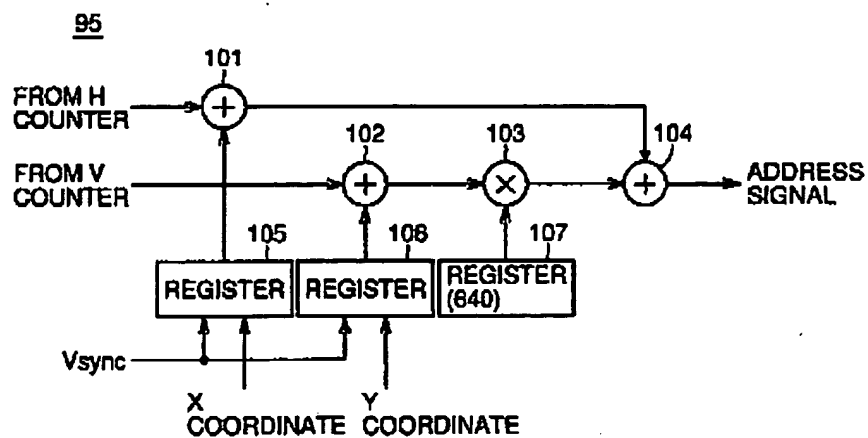 95
101
FROM H
COUNTER
102
103
104
FROM V
COUNTER
ADDRESS
SIGNAL
105
106
107
REGISTER
REGISTER
REGISTER
(640)
Vsync
X
COORDINATE
Y
COORDINATE